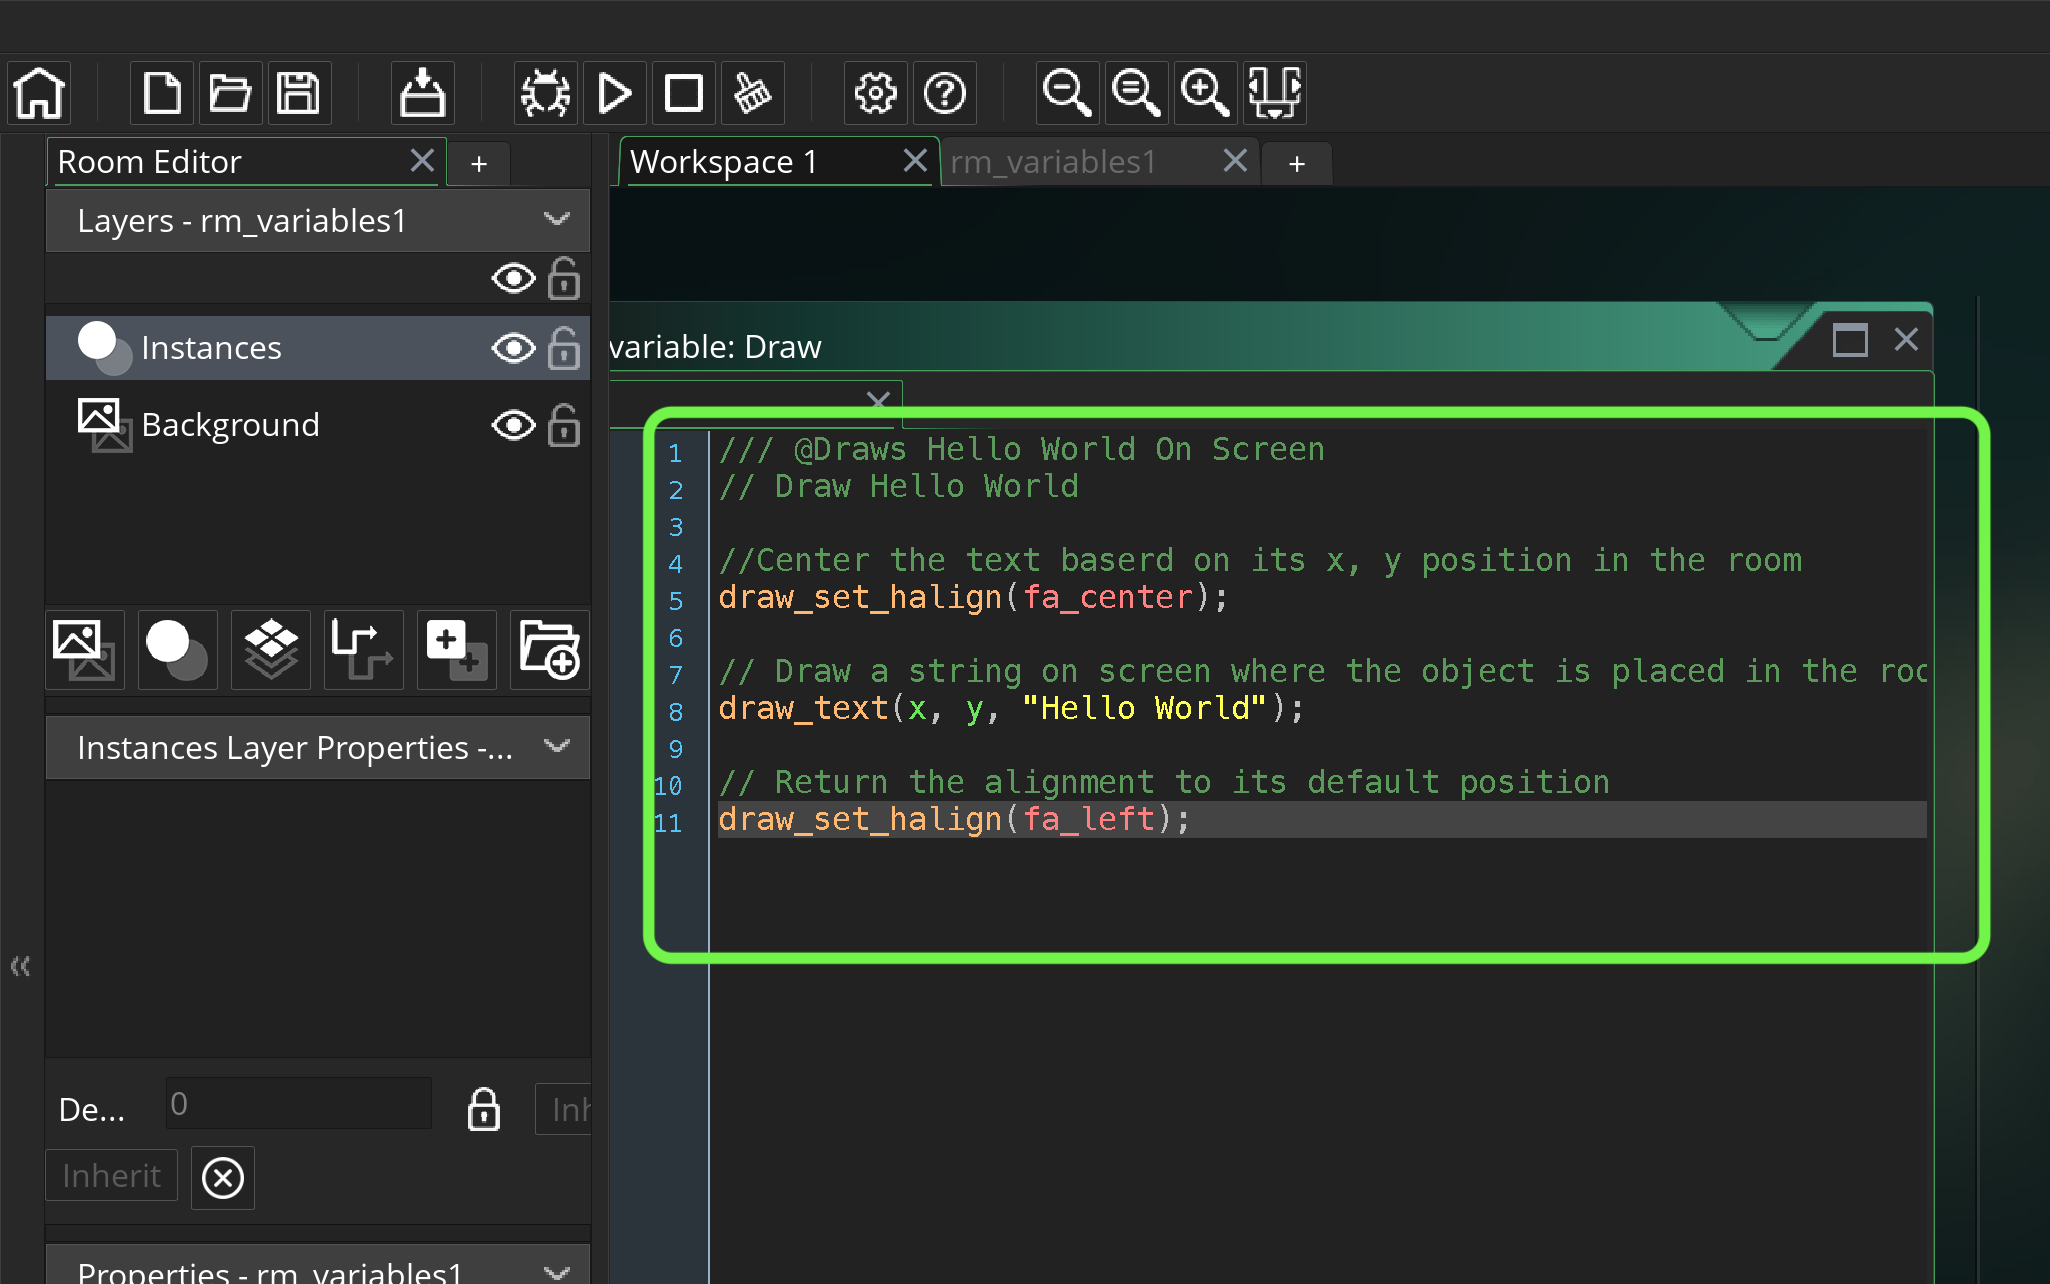 Room Editor
+
Workspace 1
rm_variables1
+
Layers - rm_variables1
Instances
Background
Instances Layer Properties -...
De...
0
Inh
Inherit
Properties - rm_variables1
variable: Draw
1 /// @Draws Hello World On Screen
2 // Draw Hello World
3
4 //Center the text baserd on its x, y position in the room
5 draw_set_halign(fa_center);
6
7 // Draw a string on screen where the object is placed in the roo
8 draw_text(x, y, "Hello World");
9
10 // Return the alignment to its default position
11 draw_set_halign(fa_left);